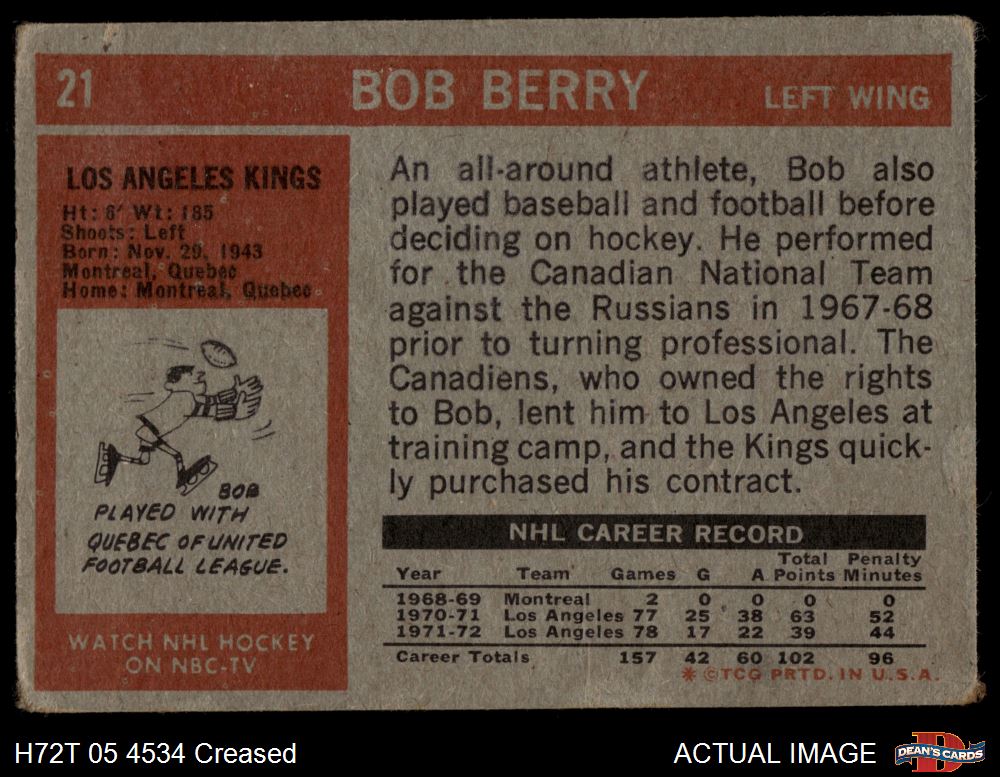 21 BOB BERRY LEFT WING
LOS ANGELES KINGS
Ht: 6' Wt: 185
Shoots: Left
Born: Nov. 29, 1943
Montreal, Quebec
Home: Montreal, Quebec
BOB
PLAYED WITH
QUEBEC OF UNITED
FOOTBALL LEAGUE.
WATCH NHL HOCKEY
ON NBC-TV
An all-around athlete, Bob also
played baseball and football before
deciding on hockey. He performed
for the Canadian National Team
against the Russians in 1967-68
prior to turning professional. The
Canadiens, who owned the rights
to Bob, lent him to Los Angeles at
training camp, and the Kings quick-
ly purchased his contract.
NHL CAREER RECORD
Year Team Games G A Total Points Penalty Minutes
1968-69 Montreal 2 0 0 0 0
1970-71 Los Angeles 77 25 38 63 52
1971-72 Los Angeles 78 17 22 39 44
Career Totals 157 42 60 102 96
* © TCG PRTD. IN U.S.A.
H72T 05 4534 Creased
ACTUAL IMAGE
DEAN'S CARDS